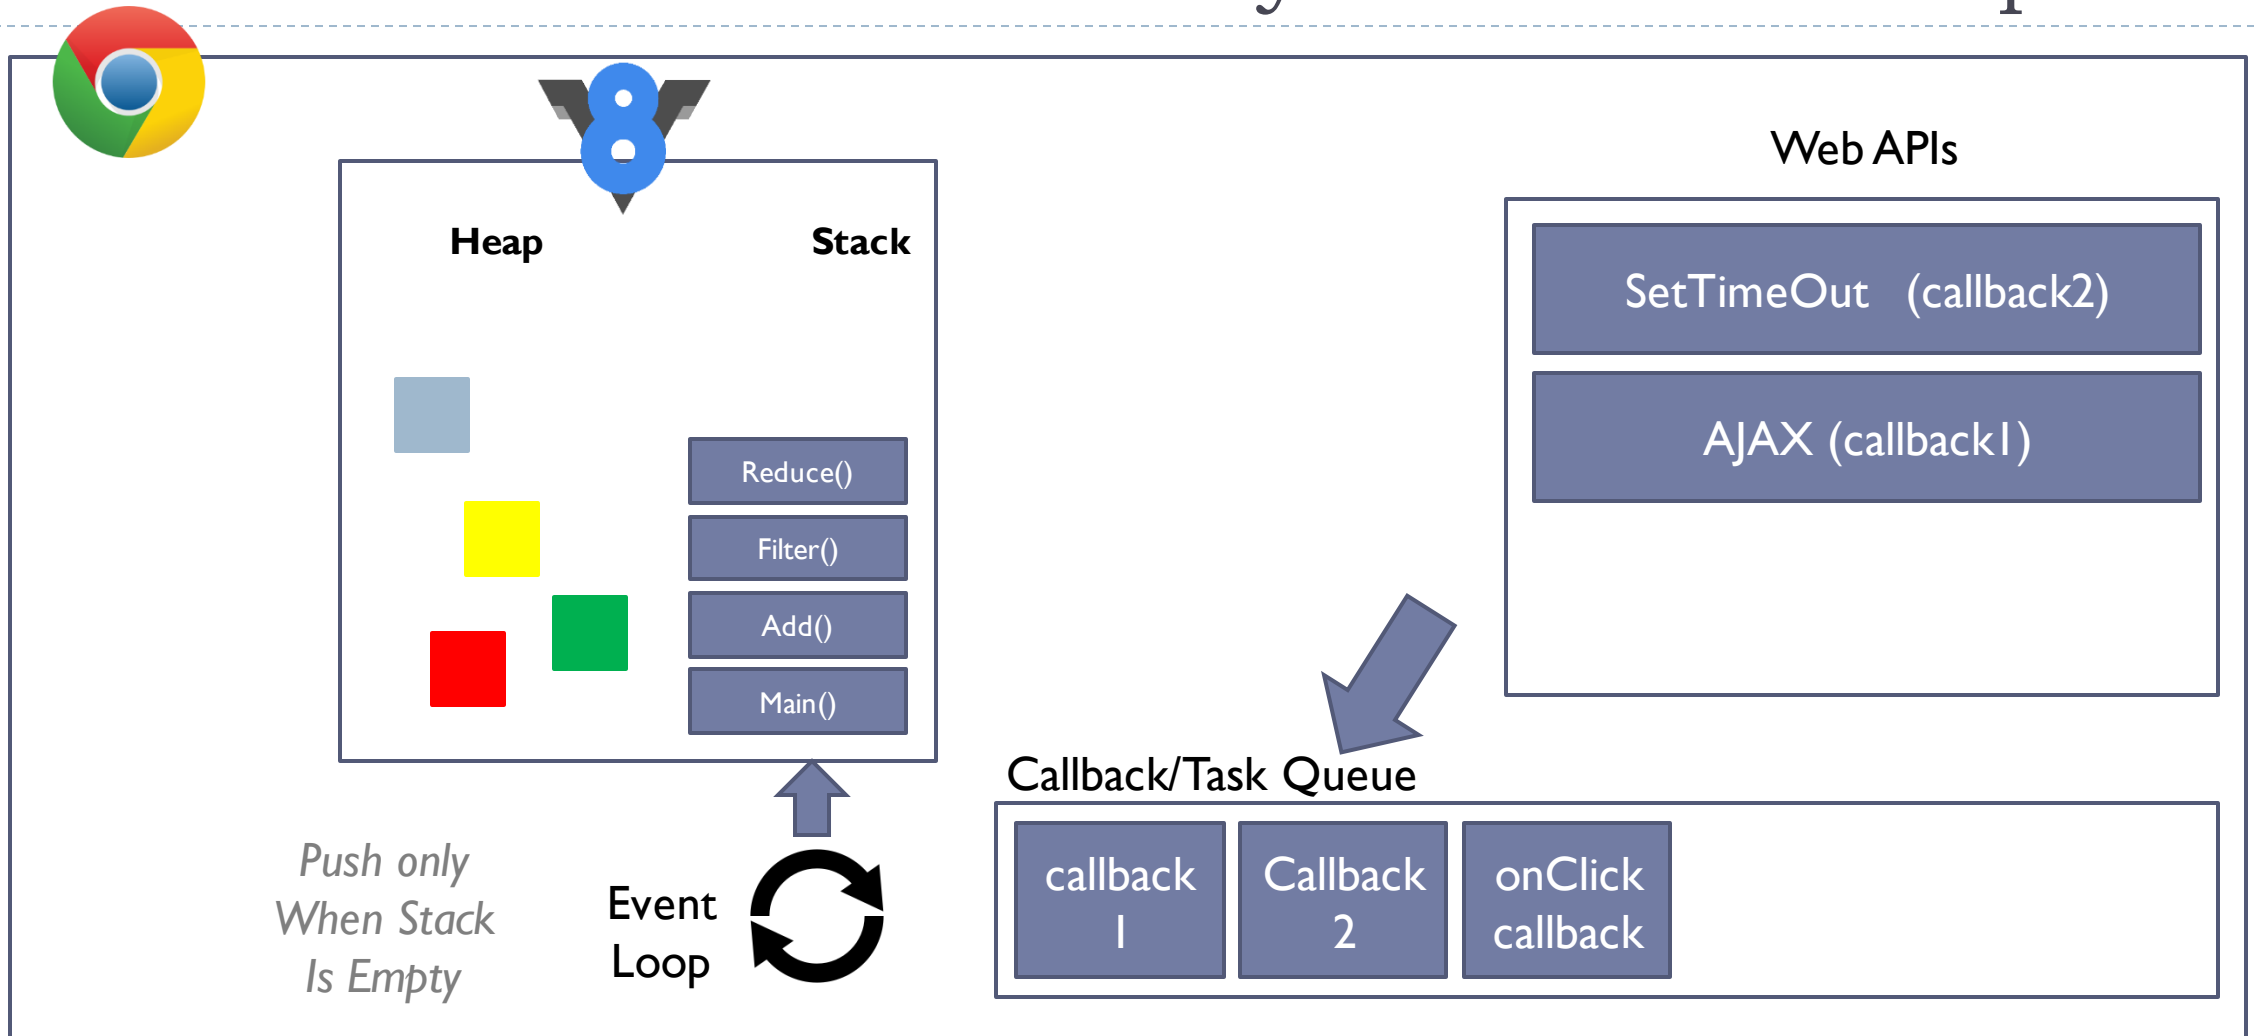 8
Web APIs
Heap
Stack
SetTimeOut (callback2)
AJAX (callback1)
Reduce()
Filter()
Add()
Main()
Callback/Task Queue
Push only
When Stack
Is Empty
Event
Loop
callback
1
Callback
2
onClick
callback